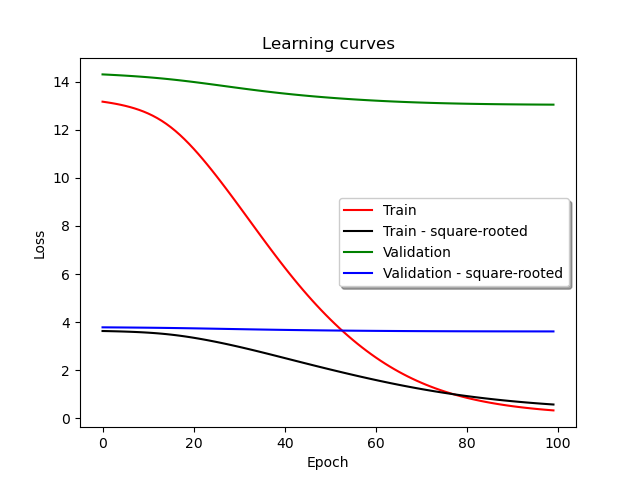 Learning curves
Loss
14
12
10
8
6
4
2
0
Train
Train - square-rooted
Validation
Validation - square-rooted
0 20 40 60 80 100
Epoch